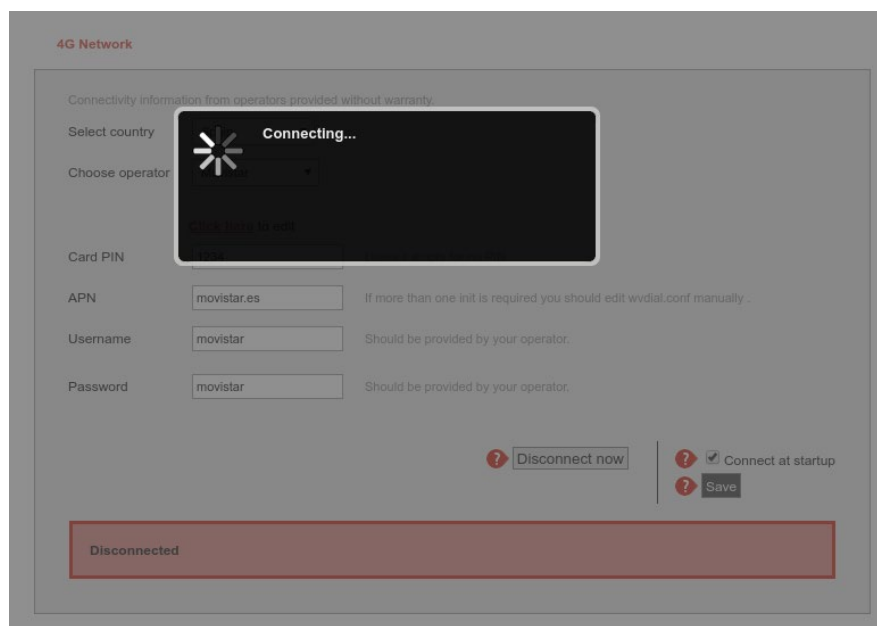 4G Network
Connectivity information from operators provided without warranty.
Select country
Connecting...
Choose operator
Click here to edit
Card PIN
APN movistar.es If more than one init is required you should edit wvdial.conf manually .
Username movistar Should be provided by your operator.
Password movistar Should be provided by your operator.
? Disconnect now ? Connect at startup
? Save
Disconnected